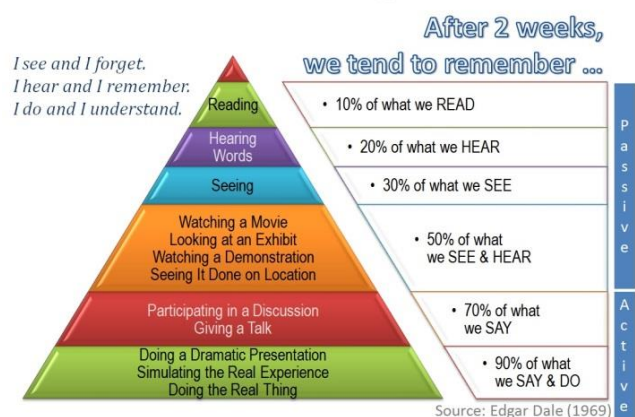 After 2 weeks,
we tend to remember ...
I see and I forget.
I hear and I remember.
I do and I understand.
Reading
• 10% of what we READ
Hearing
Words
• 20% of what we HEAR
Seeing
• 30% of what we SEE
Watching a Movie
Looking at an Exhibit
Watching a Demonstration
Seeing It Done on Location
• 50% of what
we SEE & HEAR
Participating in a Discussion
Giving a Talk
• 70% of what
we SAY
Doing a Dramatic Presentation
Simulating the Real Experience
Doing the Real Thing
• 90% of what
we SAY & DO
Passive
Active
Source: Edgar Dale (1969)